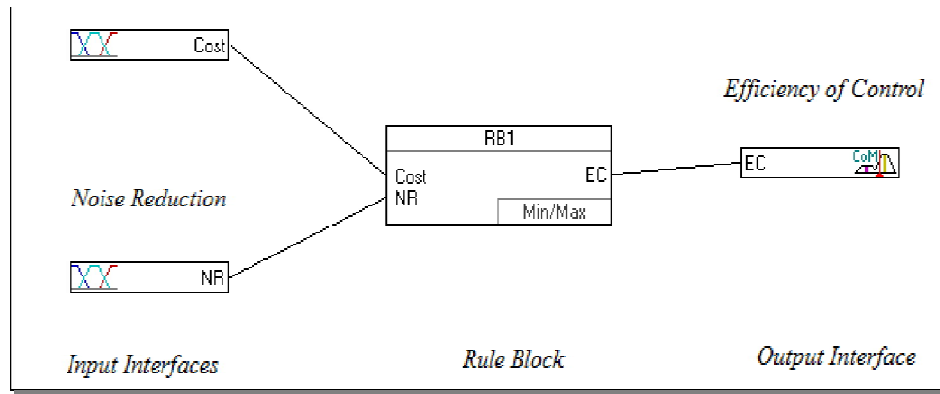 Cost
Efficiency of Control
RB1
EC
CoM
Cost
EC
NR
Min/Max
Noise Reduction
NR
Input Interfaces
Rule Block
Output Interface